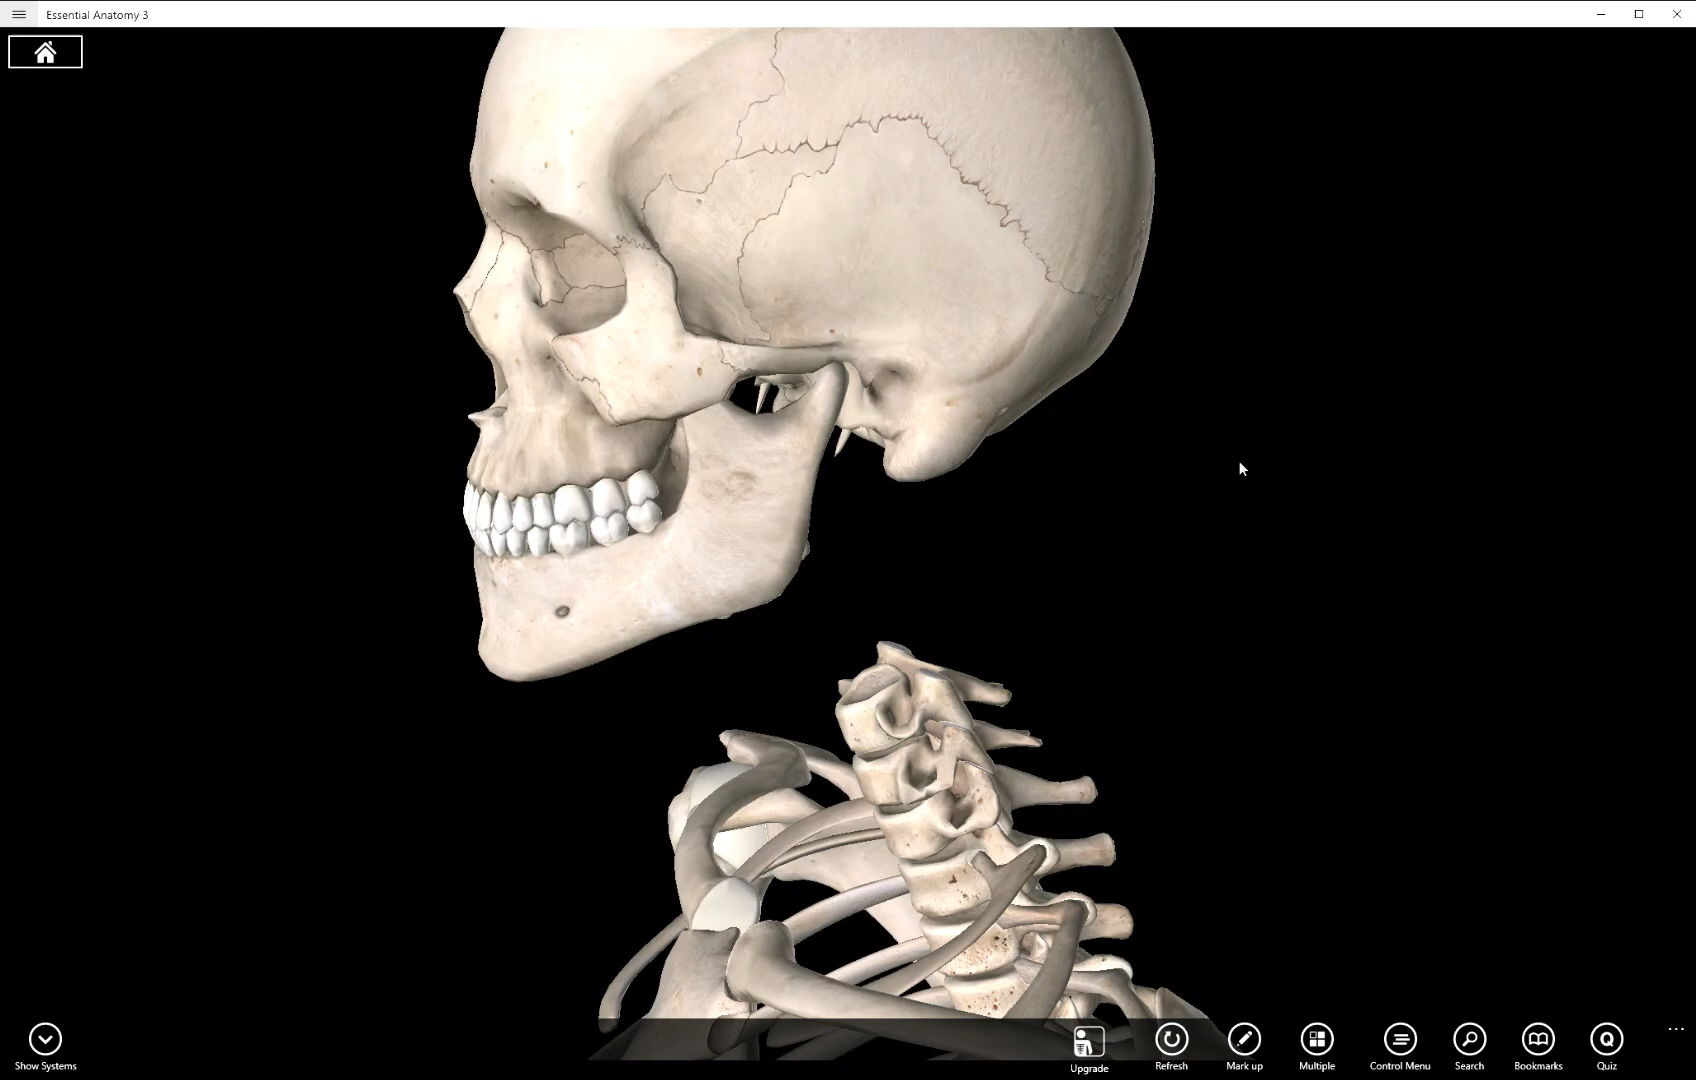 Essential Anatomy 3
Show Systems
Upgrade
Refresh
Mark up
Multiple
Control Menu
Search
Bookmarks
Q
Quiz